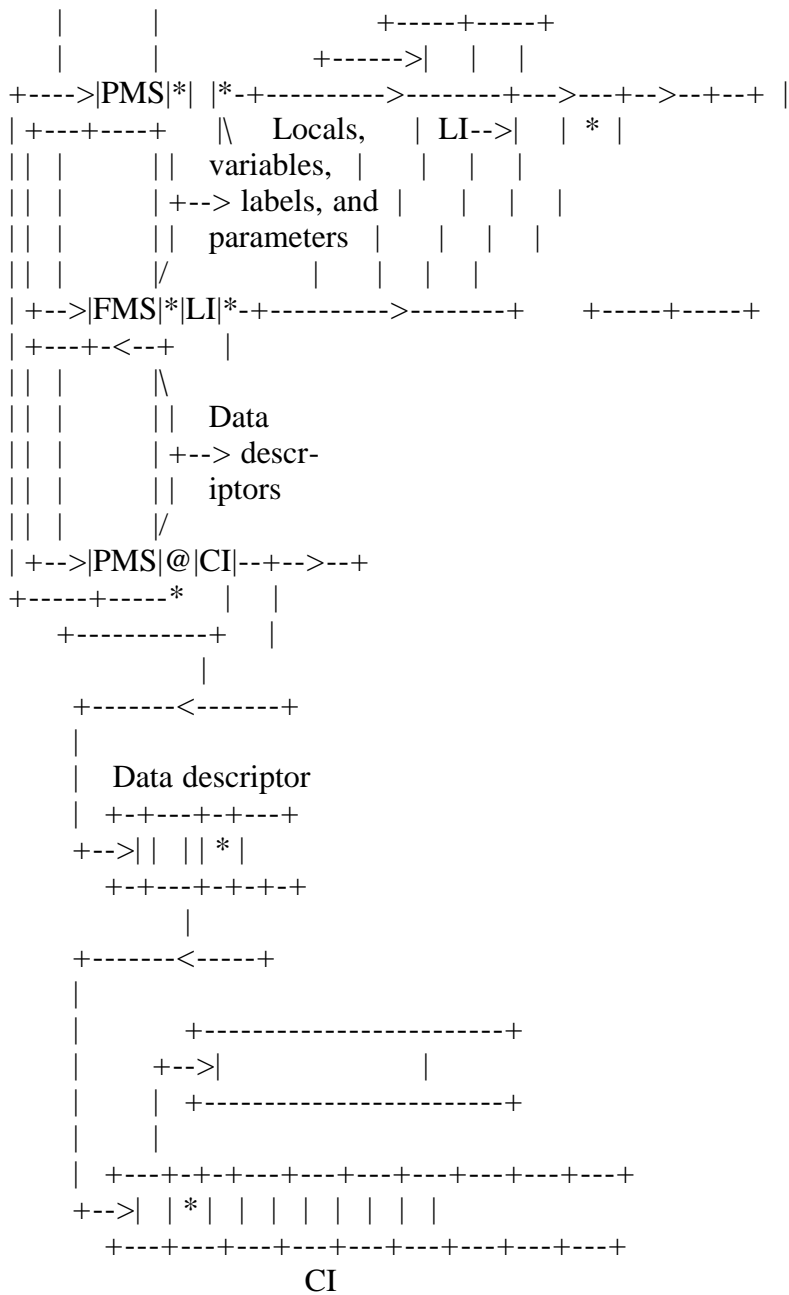 |          |                          +-----+-----+
|          |                  +------>|    |    |
+---->|PMS|*|  |*-+---------->--------+--->---+-->--+--+  |
| +---+----+      |\     Locals,      |  LI-->|     |  *  |
| |   |           | |    variables,   |       |     |     |
| |   |           | +--> labels, and  |       |     |     |
| |   |           | |    parameters   |       |     |     |
| |   |           |/                  |       |     |     |
| +-->|FMS|*|LI|*-+---------->--------+       +-----+-----+
| +---+-<--+      |
| |   |           |\
| |   |           | |    Data
| |   |           | +--> descr-
| |   |           | |    iptors
| |   |           |/
| +-->|PMS|@|CI|--+-->--+
+-----+-----*     |     |
+-----------+     |
|
+-------<-------+
|
|    Data descriptor
|   +-+---+-+---+
+-->| |   | | * |
+-+---+-+-+-+
|
+-------<-----+
|
|          +------------------------+
|      +-->|                        |
|      |   +------------------------+
|      |
|   +---+-+-+---+---+---+---+---+---+---+
+-->|   | * |   |   |   |   |   |   |   |
+---+---+---+---+---+---+---+---+---+
CI